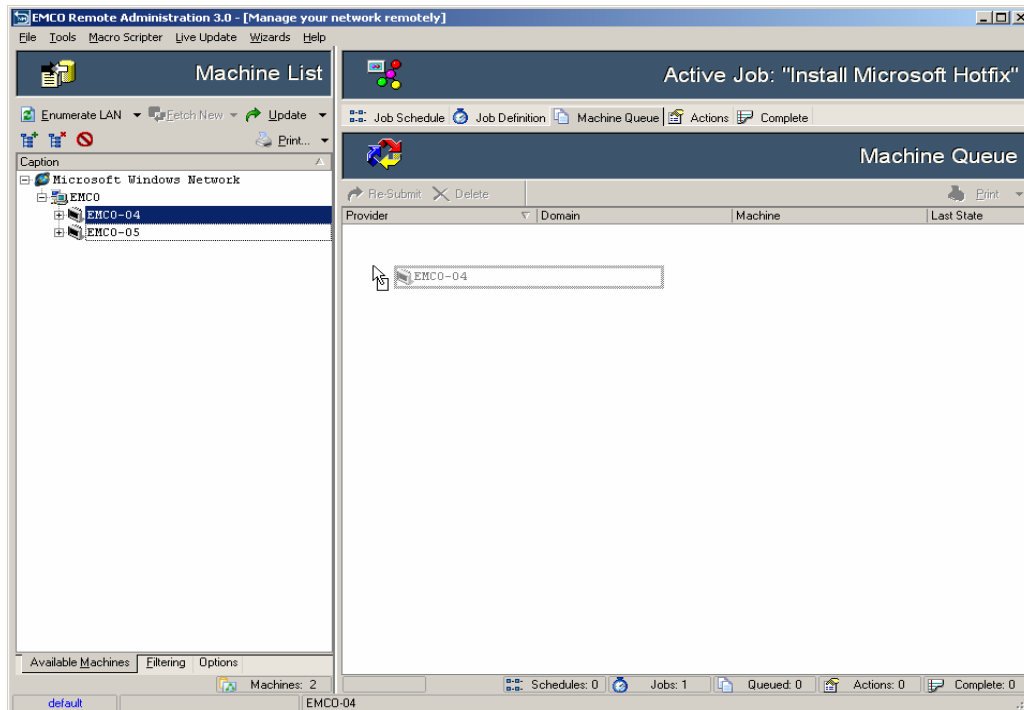 EMCO Remote Administration 3.0 - [Manage your network remotely]
File Tools Macro Scripter Live Update Wizards Help
Machine List
Active Job: "Install Microsoft Hotfix"
Enumerate LAN Fetch New Update
Job Schedule Job Definition Machine Queue Actions Complete
Print...
Machine Queue
Caption
Microsoft Windows Network
Re-Submit Delete Print
EMCO
EMCO-04
Provider Domain Machine Last State
EMCO-05
EMCO-04
Available Machines Filtering Options
Machines: 2 Schedules: 0 Jobs: 1 Queued: 0 Actions: 0 Complete: 0
default EMCO-04